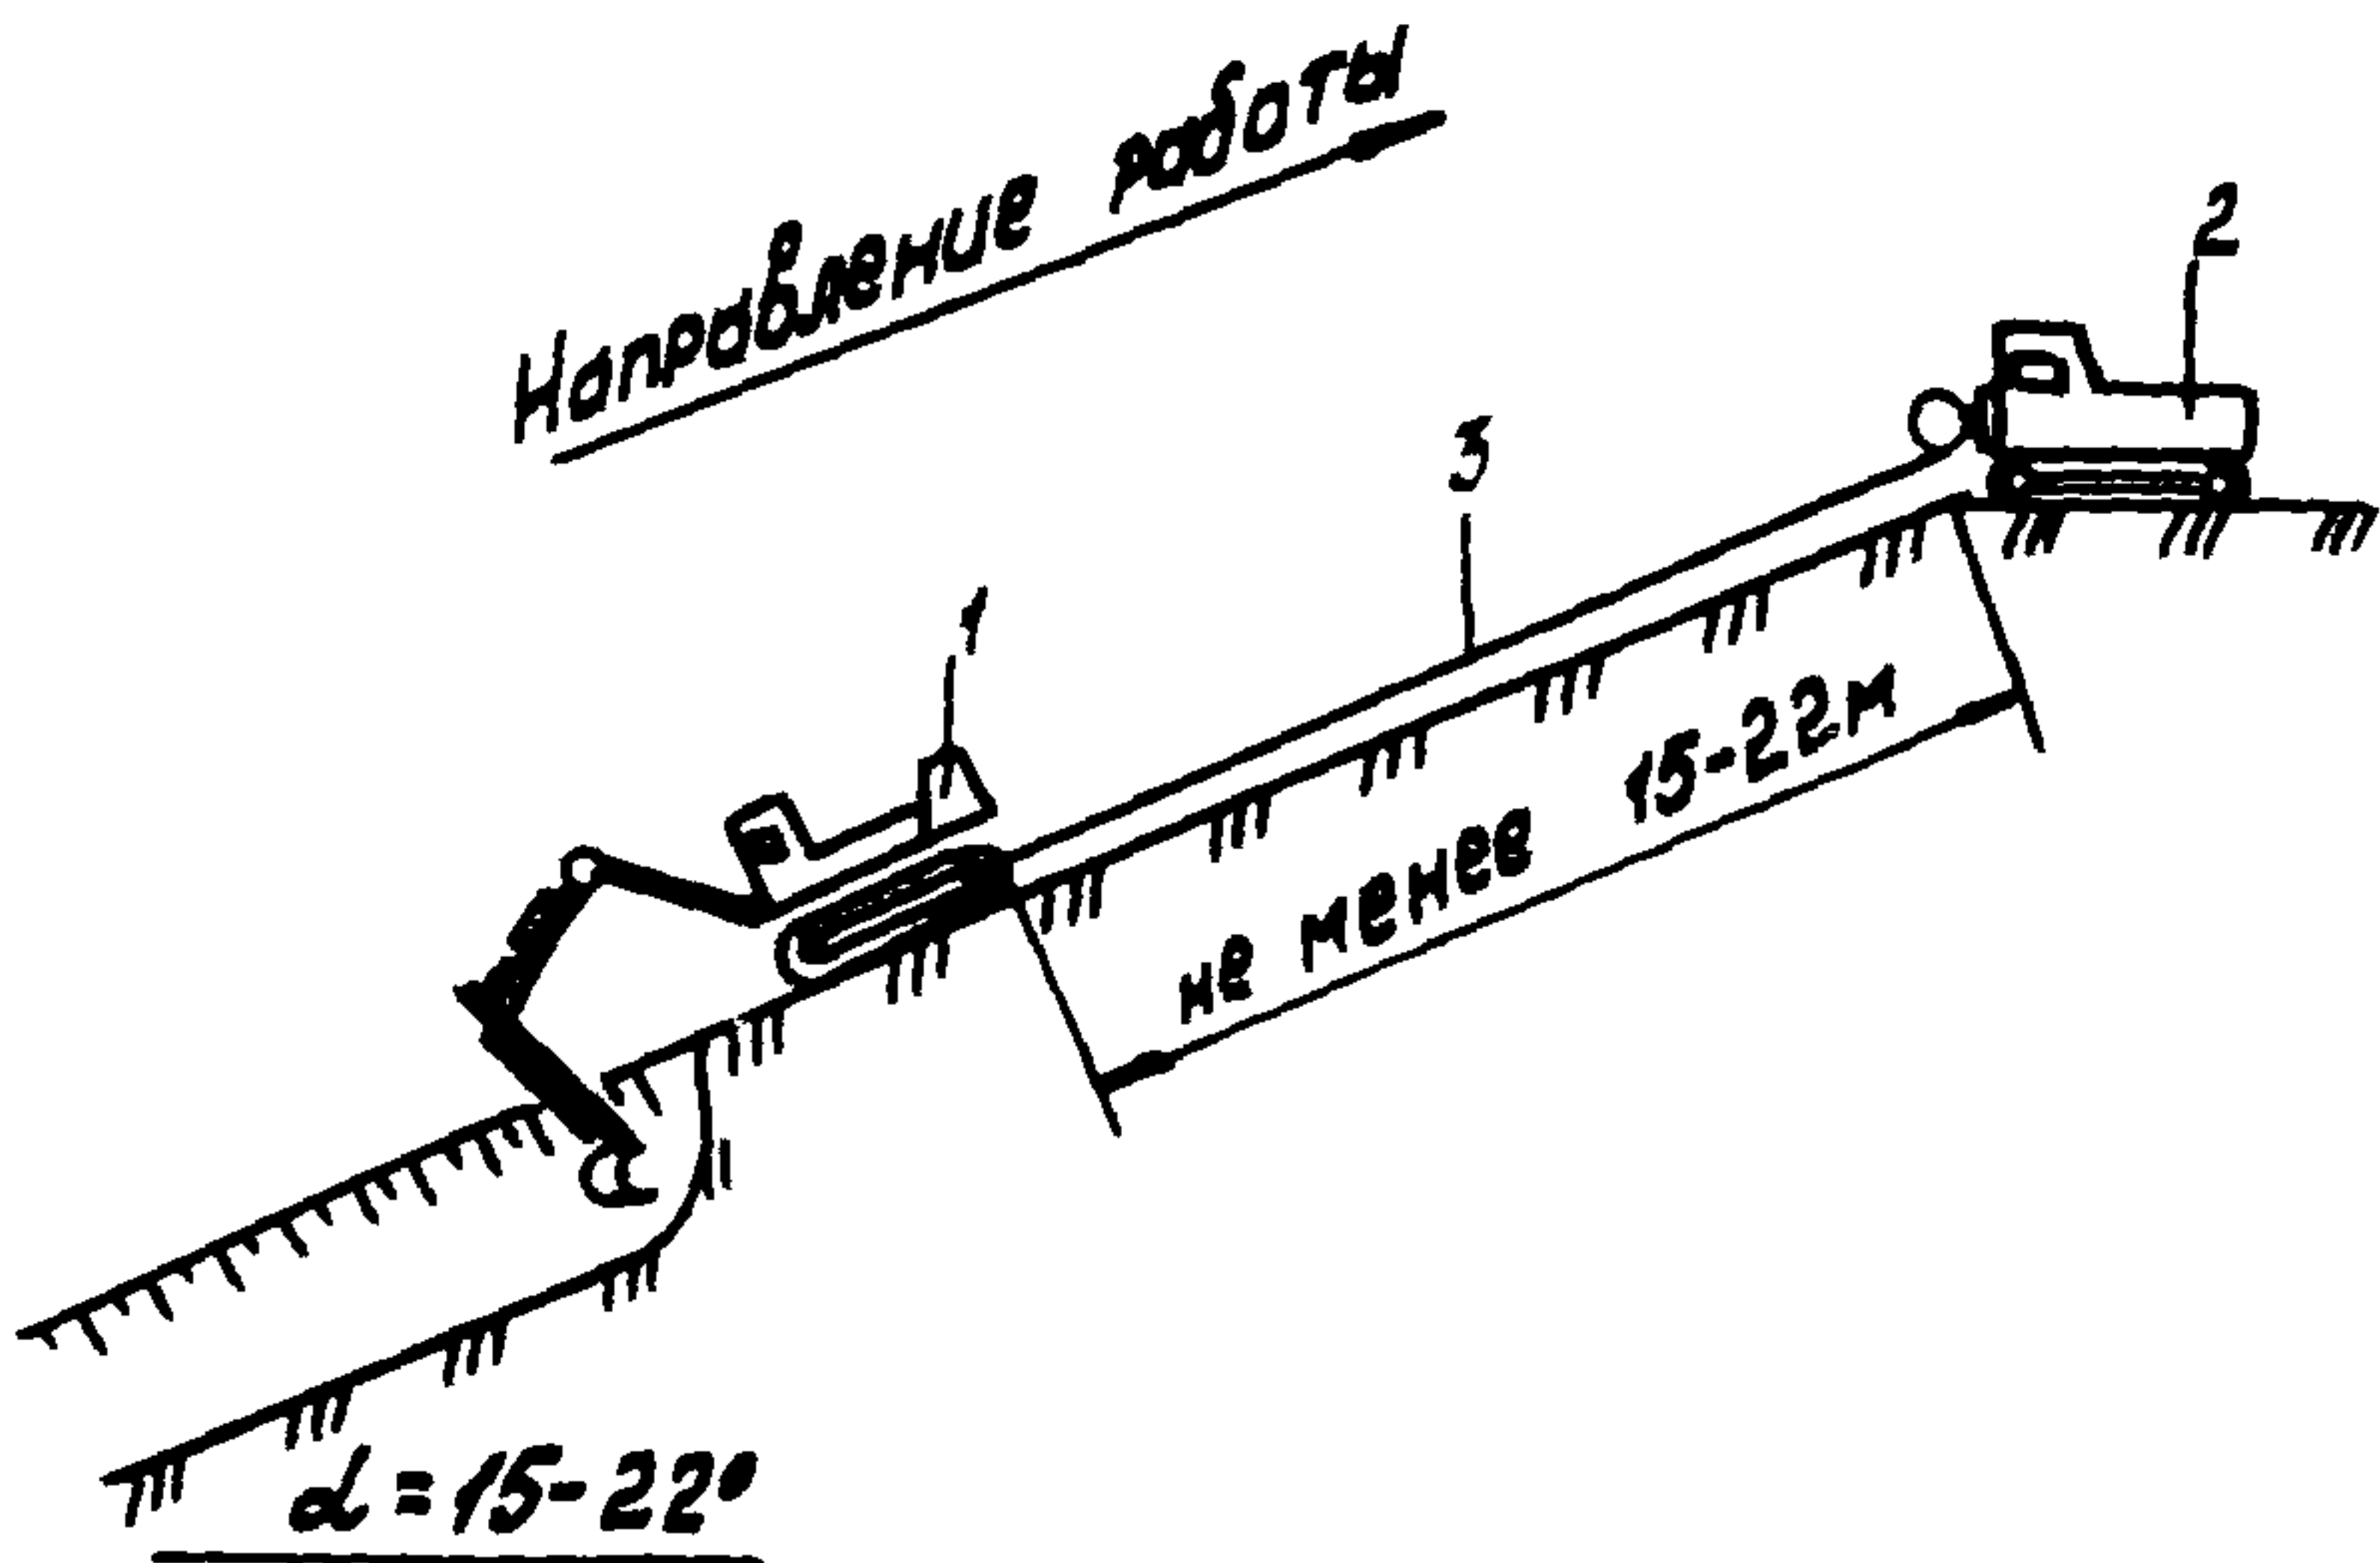 Направление работы
2
3
1
не менее 15-22м
α = 15-22°